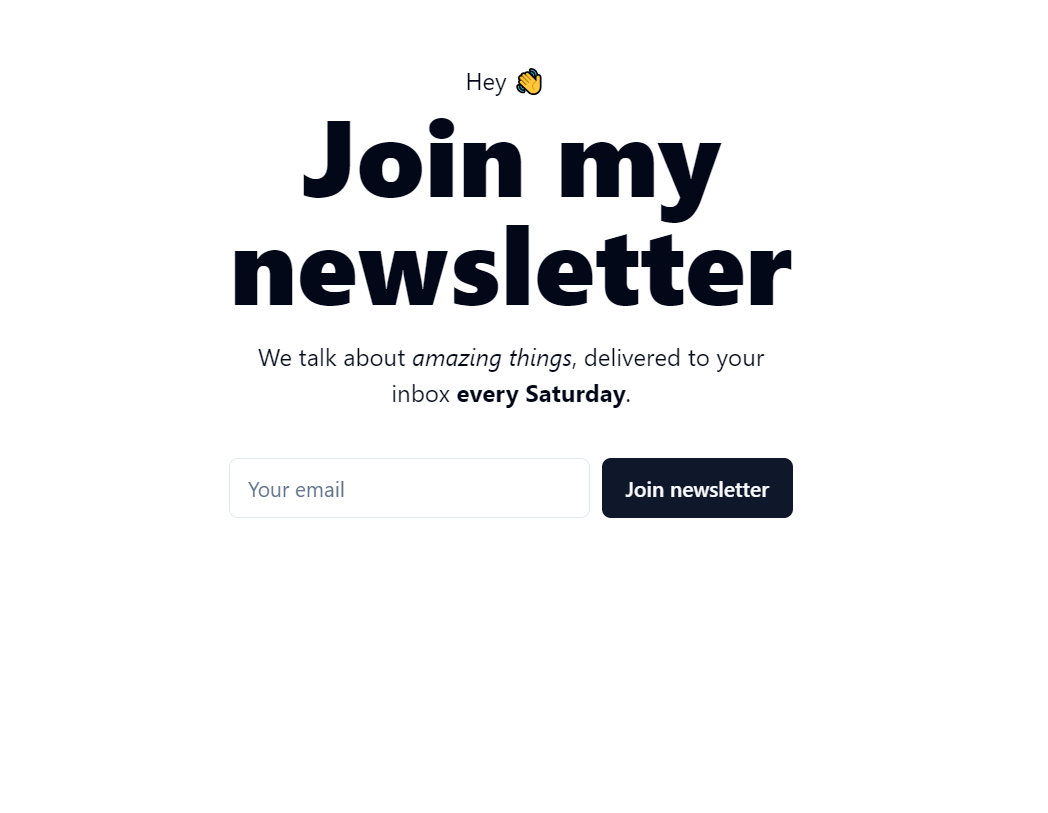 Hey 👋
Join my
newsletter
We talk about amazing things, delivered to your
inbox every Saturday.
Your email
Join newsletter